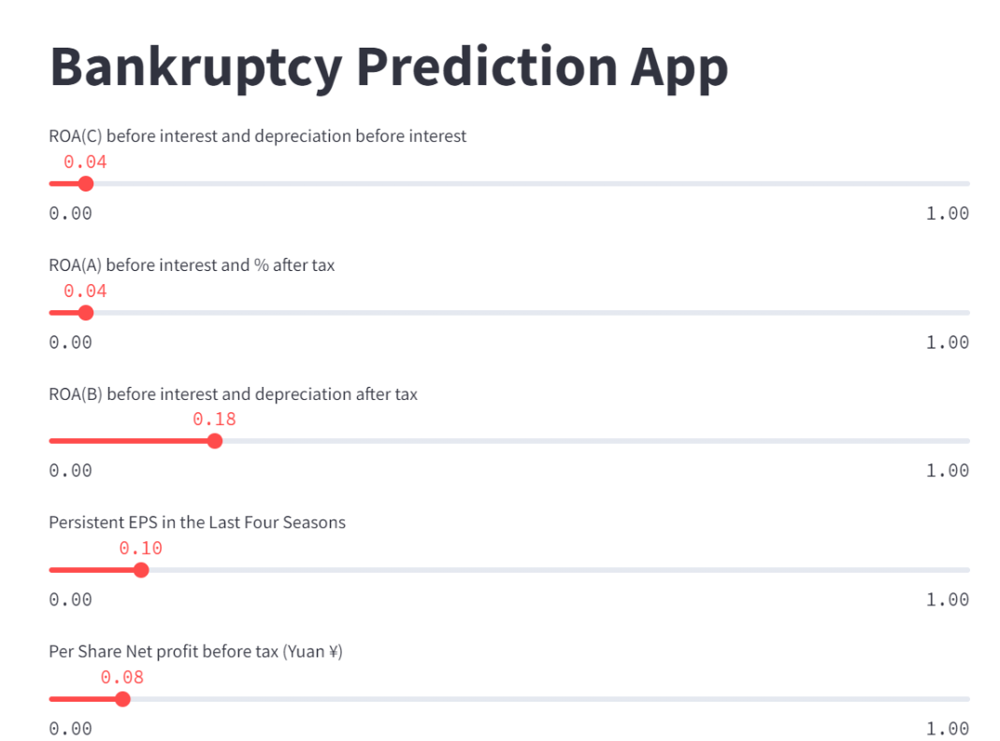 Bankruptcy Prediction App
ROA(C) before interest and depreciation before interest
0.04
0.00 1.00
ROA(A) before interest and % after tax
0.04
0.00 1.00
ROA(B) before interest and depreciation after tax
0.18
0.00 1.00
Persistent EPS in the Last Four Seasons
0.10
0.00 1.00
Per Share Net profit before tax (Yuan ¥)
0.08
0.00 1.00